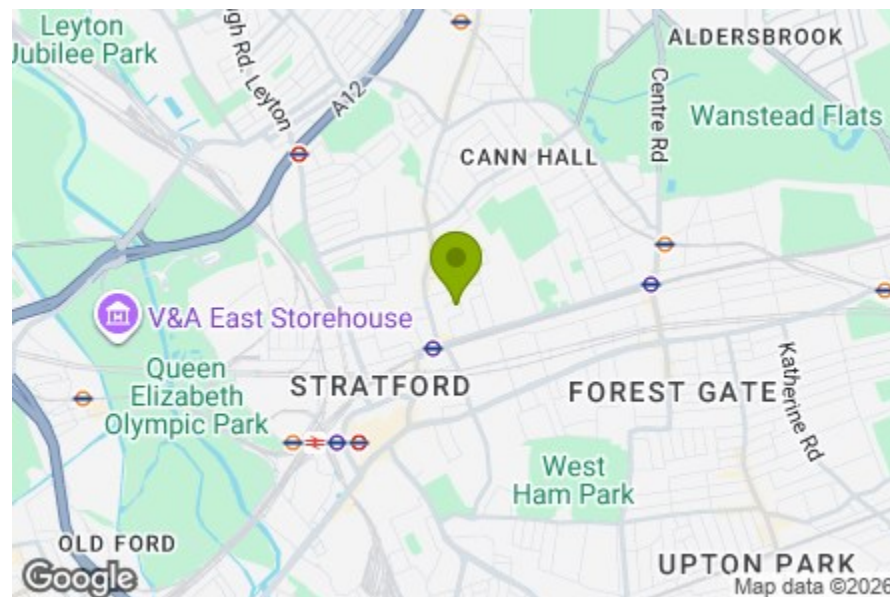 Leyton
Jubilee Park
gh Rd. Leyton
A12
ALDERSBROOK
Centre Rd
Wanstead Flats
CANN HALL
V&A East Storehouse
Queen
Elizabeth
Olympic Park
STRATFORD
FOREST GATE
Katherine Rd
West
Ham Park
OLD FORD
UPTON PARK
Google
Map data ©2026